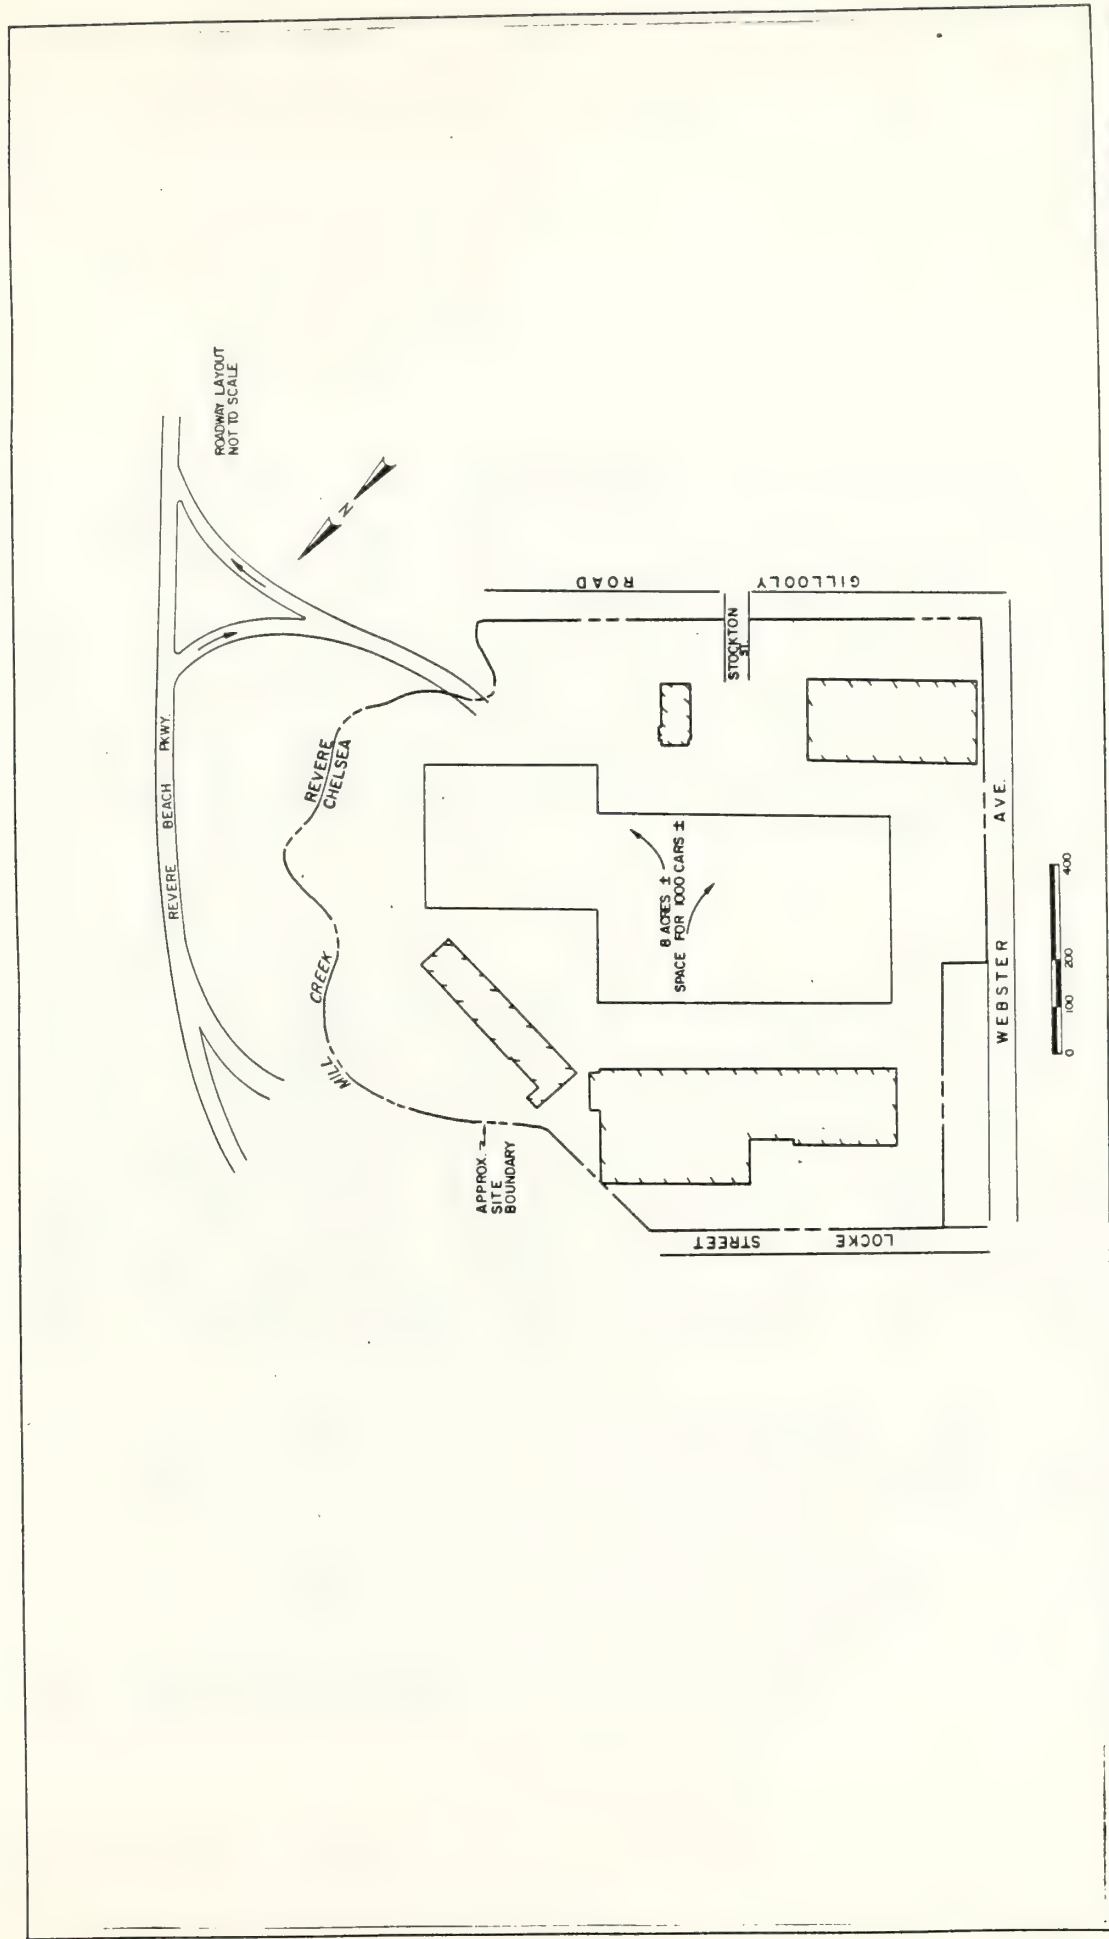 ROADWAY LAYOUT
NOT TO SCALE
REVERE BEACH PKWY.
N
REVERE
CHELSEA
MILL CREEK
APPROX.
SITE
BOUNDARY
GILLOOLY ROAD
STOCKTON
ST.
8 ACRES ±
SPACE FOR 1000 CARS ±
LOCKE STREET
WEBSTER AVE.
0 100 200 400